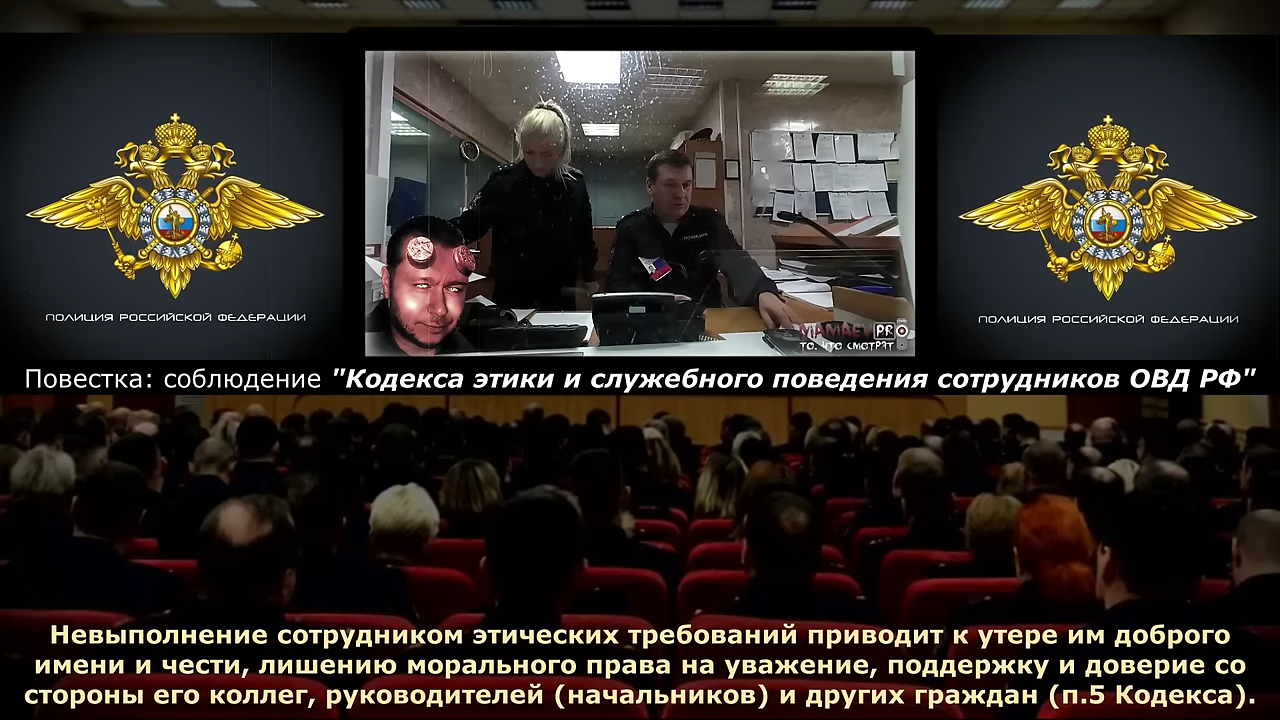 ПОЛИЦИЯ
MAMAEV PRO
ТО, ЧТО СМОТРЯТ
ПОЛИЦИЯ РОССИЙСКОЙ ФЕДЕРАЦИИ
ПОЛИЦИЯ РОССИЙСКОЙ ФЕДЕРАЦИИ
Повестка: соблюдение "Кодекса этики и служебного поведения сотрудников ОВД РФ"
Невыполнение сотрудником этических требований приводит к утере им доброго
имени и чести, лишению морального права на уважение, поддержку и доверие со
стороны его коллег, руководителей (начальников) и других граждан (п.5 Кодекса).